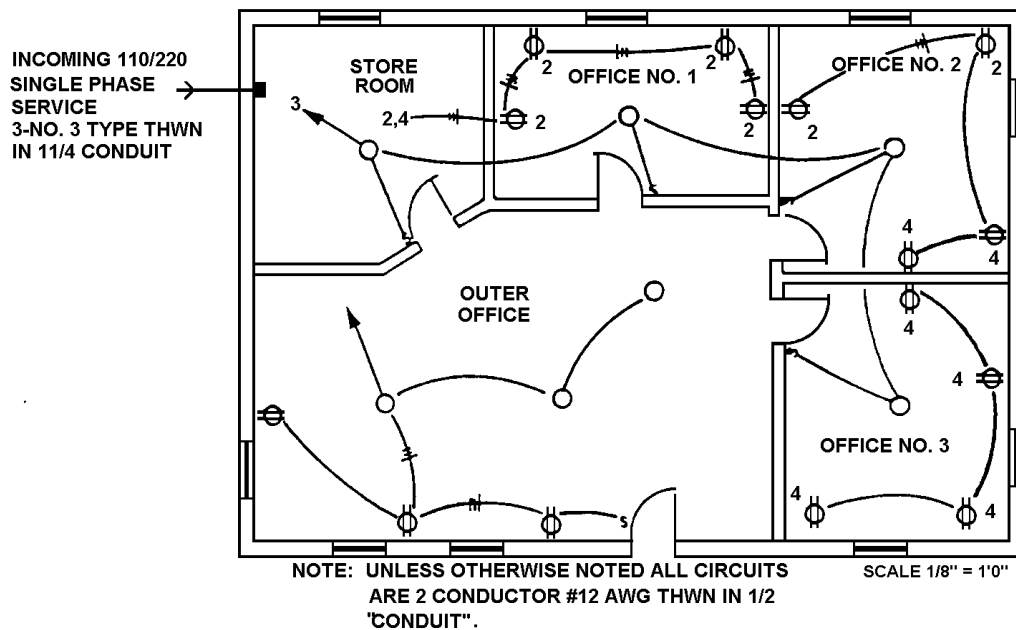 INCOMING 110/220
SINGLE PHASE
SERVICE
3-NO. 3 TYPE THWN
IN 11/4 CONDUIT
STORE
ROOM
3
2,4
2
OFFICE NO. 1
2
2
2
OFFICE NO. 2
2
2
4
4
OUTER
OFFICE
4
4
OFFICE NO. 3
4
4
S
S
NOTE: UNLESS OTHERWISE NOTED ALL CIRCUITS
ARE 2 CONDUCTOR #12 AWG THWN IN 1/2
"CONDUIT".
SCALE 1/8" = 1'0"